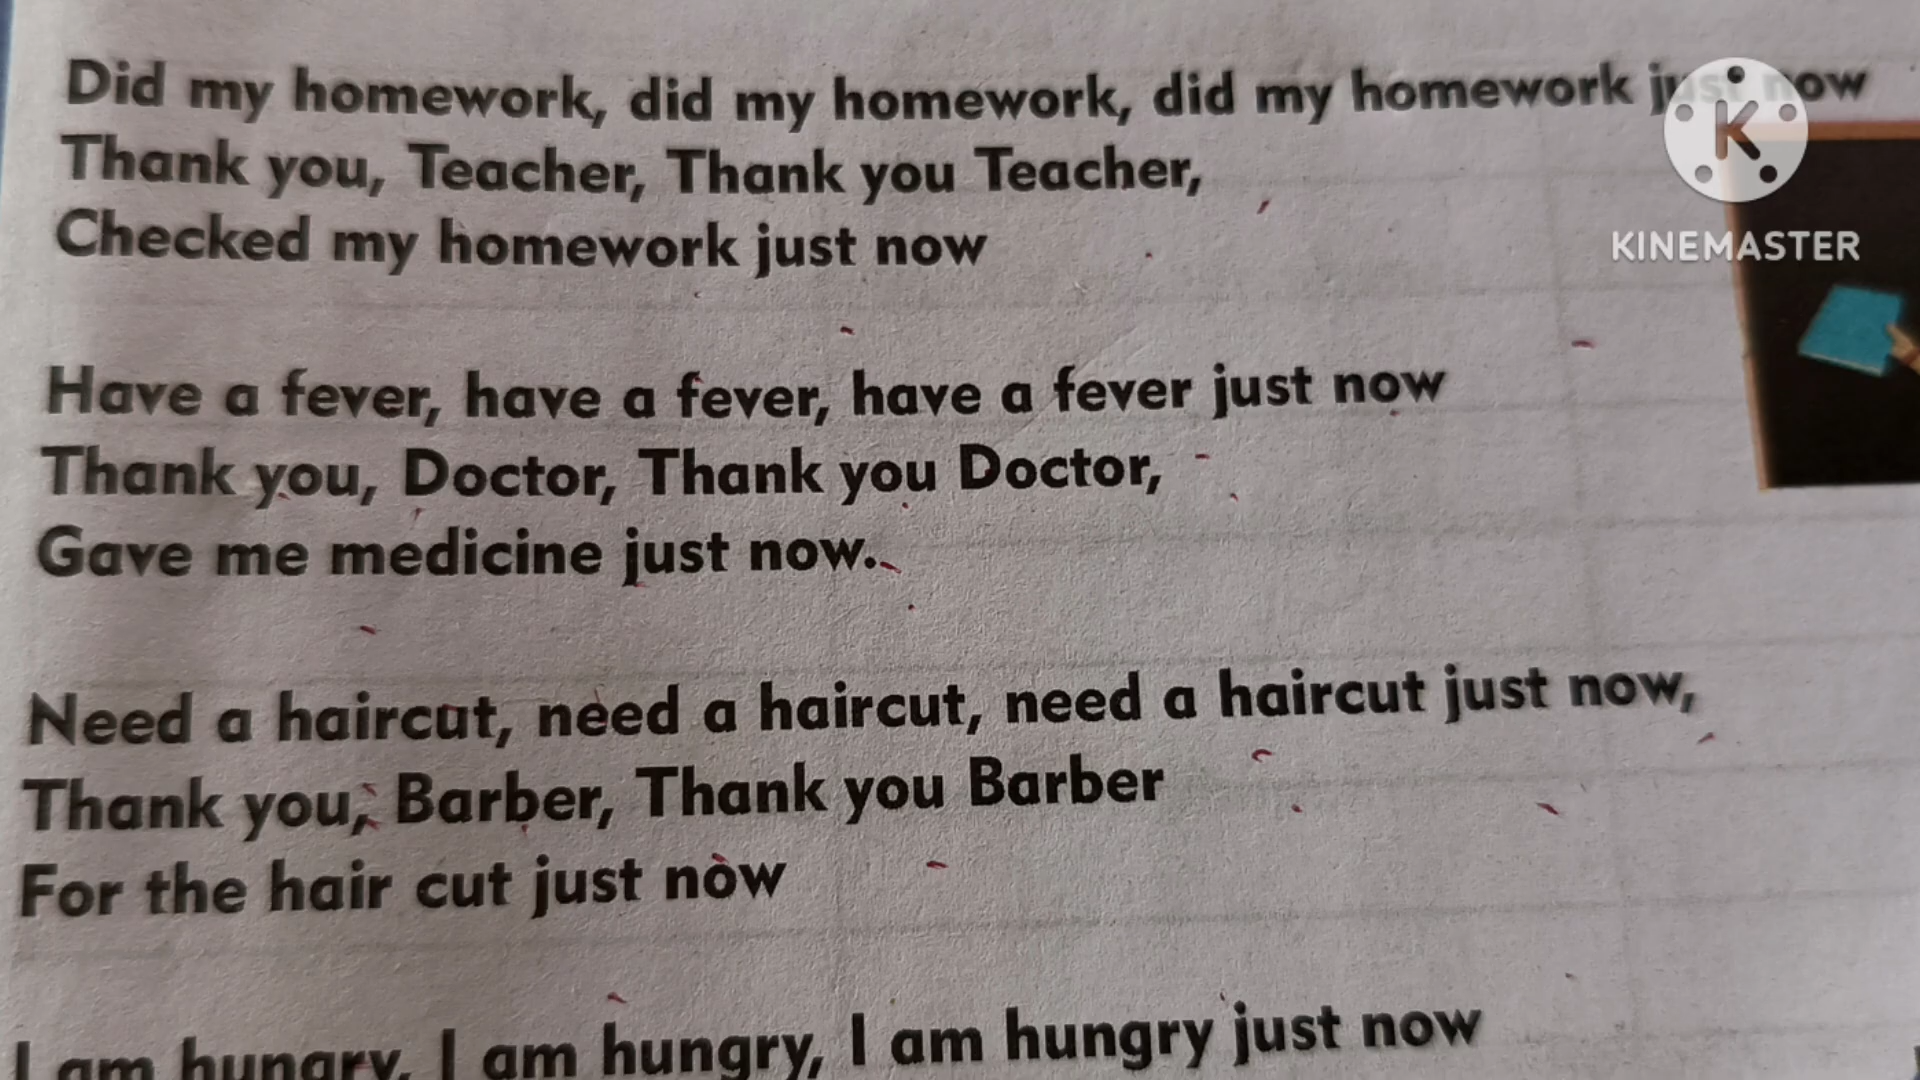 Did my homework, did my homework, did my homework just now
Thank you, Teacher, Thank you Teacher,
Checked my homework just now
Have a fever, have a fever, have a fever just now
Thank you, Doctor, Thank you Doctor,
Gave me medicine just now.
Need a haircut, need a haircut, need a haircut just now,
Thank you, Barber, Thank you Barber
For the hair cut just now
I am hungry, I am hungry, I am hungry just now
K
KINEMASTER